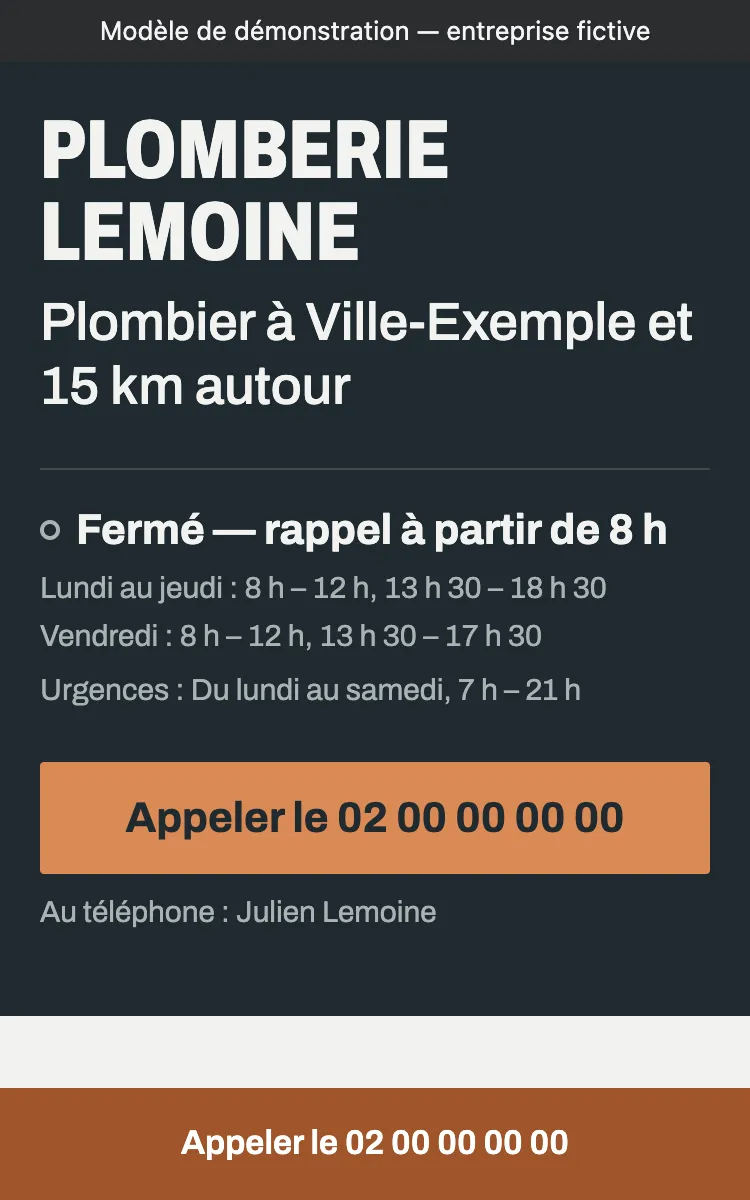 Modèle de démonstration — entreprise fictive
PLOMBERIE
LEMOINE
Plombier à Ville-Exemple et
15 km autour
Fermé — rappel à partir de 8 h
Lundi au jeudi : 8 h – 12 h, 13 h 30 – 18 h 30
Vendredi : 8 h – 12 h, 13 h 30 – 17 h 30
Urgences : Du lundi au samedi, 7 h – 21 h
Appeler le 02 00 00 00 00
Au téléphone : Julien Lemoine
Appeler le 02 00 00 00 00